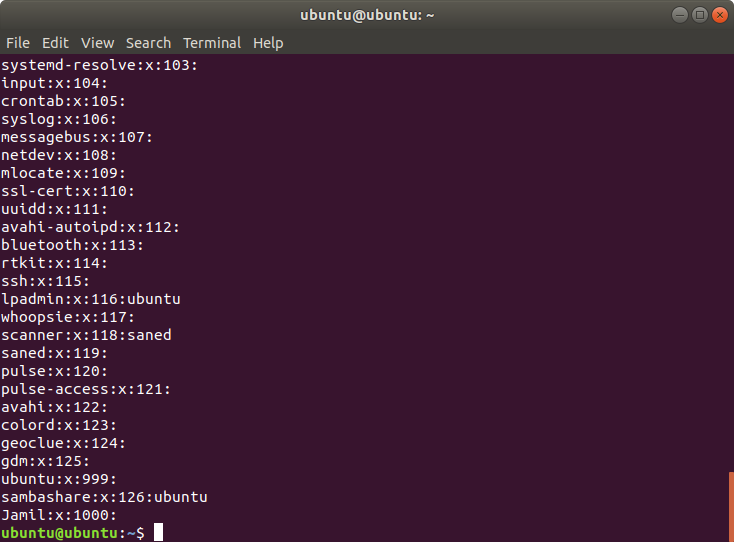 ubuntu@ubuntu: ~
File Edit View Search Terminal Help
systemd-resolve:x:103:
input:x:104:
crontab:x:105:
syslog:x:106:
messagebus:x:107:
netdev:x:108:
mlocate:x:109:
ssl-cert:x:110:
uuidd:x:111:
avahi-autoipd:x:112:
bluetooth:x:113:
rtkit:x:114:
ssh:x:115:
lpadmin:x:116:ubuntu
whoopsie:x:117:
scanner:x:118:saned
saned:x:119:
pulse:x:120:
pulse-access:x:121:
avahi:x:122:
colord:x:123:
geoclue:x:124:
gdm:x:125:
ubuntu:x:999:
sambashare:x:126:ubuntu
Jamil:x:1000:
ubuntu@ubuntu:~$